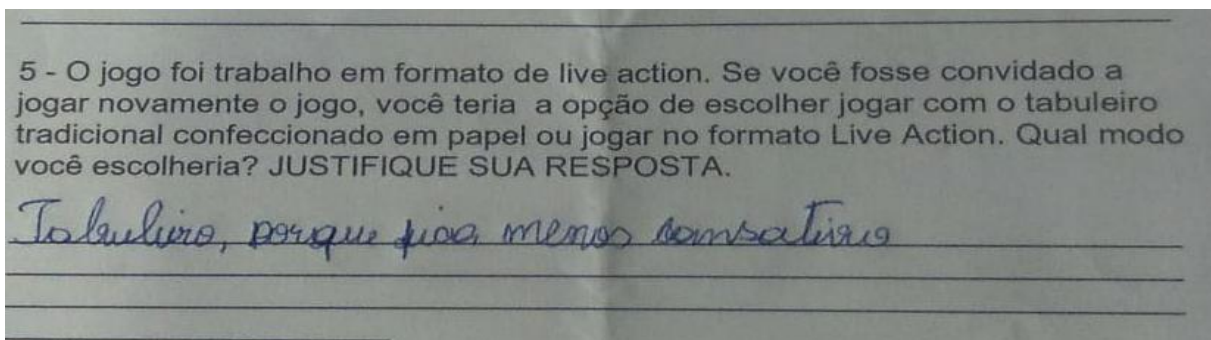 5 - O jogo foi trabalho em formato de live action. Se você fosse convidado a
jogar novamente o jogo, você teria a opção de escolher jogar com o tabuleiro
tradicional confeccionado em papel ou jogar no formato Live Action. Qual modo
você escolheria? JUSTIFIQUE SUA RESPOSTA.
Tabuleiro, porque fica menos cansativo